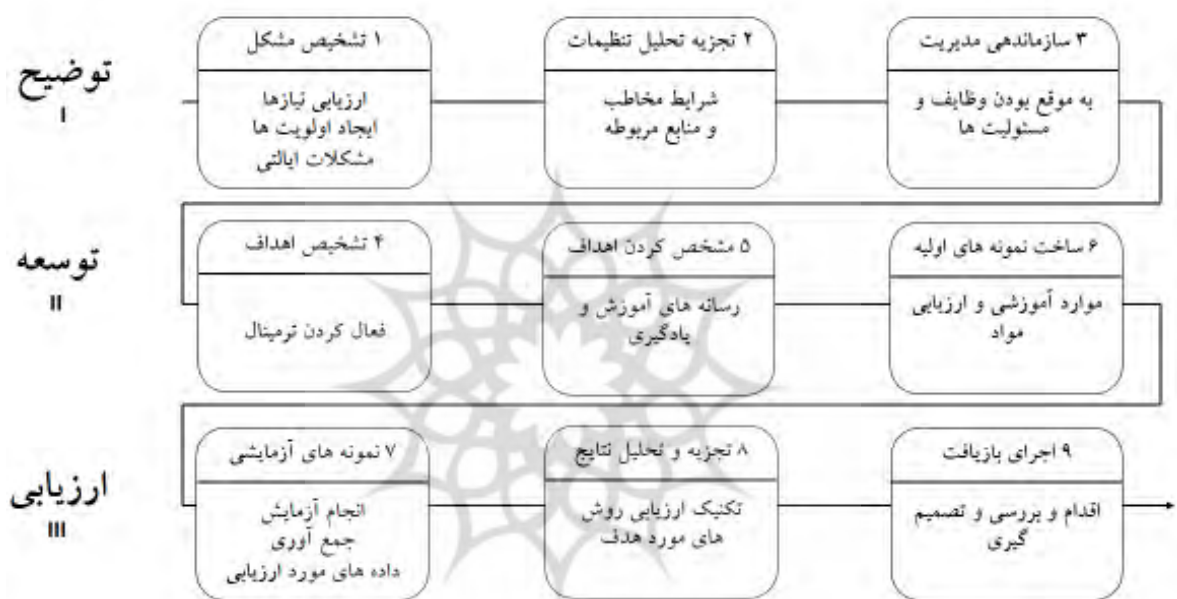 توضیح
I
۱ تشخیص مشکل
ارزیابی نیازها
ایجاد اولویت ها
مشکلات ایالتی
۲ تجزیه تحلیل تنظیمات
شرایط مخاطب
و منابع مربوطه
۳ سازماندهی مدیریت
به موقع بودن وظایف و
مسئولیت ها
توسعه
II
۴ تشخیص اهداف
فعال کردن ترمینال
۵ مشخص کردن اهداف
رسانه های آموزش و
یادگیری
۶ ساخت نمونه های اولیه
موارد آموزشی و ارزیابی
مواد
ارزیابی
III
۷ نمونه های آزمایشی
انجام آزمایش
جمع آوری
داده های مورد ارزیابی
۸ تجزیه و تحلیل نتایج
تکنیک ارزیابی روش
های مورد هدف
۹ اجرای بازیافت
اقدام و بررسی و تصمیم
گیری